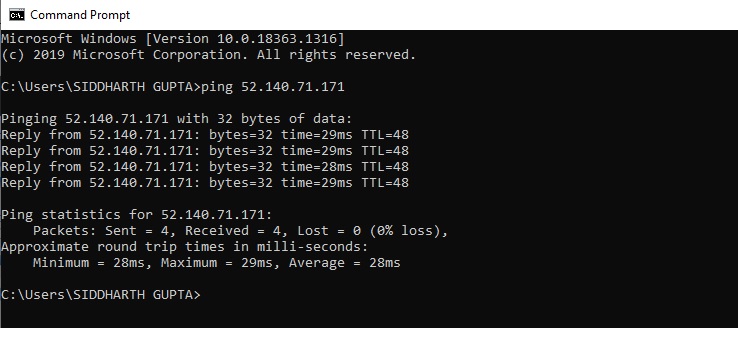 Command Prompt
Microsoft Windows [Version 10.0.18363.1316]
(c) 2019 Microsoft Corporation. All rights reserved.
C:\Users\SIDDHARTH GUPTA>ping 52.140.71.171
Pinging 52.140.71.171 with 32 bytes of data:
Reply from 52.140.71.171: bytes=32 time=29ms TTL=48
Reply from 52.140.71.171: bytes=32 time=29ms TTL=48
Reply from 52.140.71.171: bytes=32 time=28ms TTL=48
Reply from 52.140.71.171: bytes=32 time=29ms TTL=48
Ping statistics for 52.140.71.171:
    Packets: Sent = 4, Received = 4, Lost = 0 (0% loss),
Approximate round trip times in milli-seconds:
    Minimum = 28ms, Maximum = 29ms, Average = 28ms
C:\Users\SIDDHARTH GUPTA>